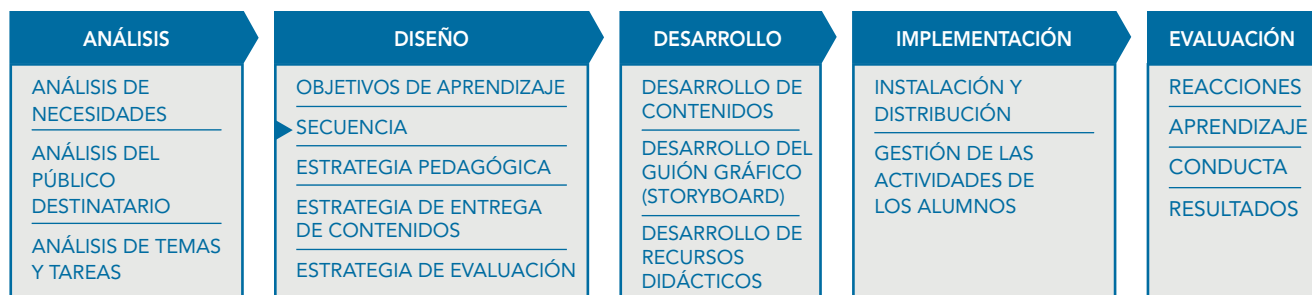 ANÁLISIS
ANÁLISIS DE
NECESIDADES
ANÁLISIS DEL
PÚBLICO
DESTINATARIO
ANÁLISIS DE TEMAS
Y TAREAS
DISEÑO
OBJETIVOS DE APRENDIZAJE
SECUENCIA
ESTRATEGIA PEDAGÓGICA
ESTRATEGIA DE ENTREGA
DE CONTENIDOS
ESTRATEGIA DE EVALUACIÓN
DESARROLLO
DESARROLLO DE
CONTENIDOS
DESARROLLO DEL
GUIÓN GRÁFICO
(STORYBOARD)
DESARROLLO DE
RECURSOS
DIDÁCTICOS
IMPLEMENTACIÓN
INSTALACIÓN Y
DISTRIBUCIÓN
GESTIÓN DE LAS
ACTIVIDADES DE
LOS ALUMNOS
EVALUACIÓN
REACCIONES
APRENDIZAJE
CONDUCTA
RESULTADOS